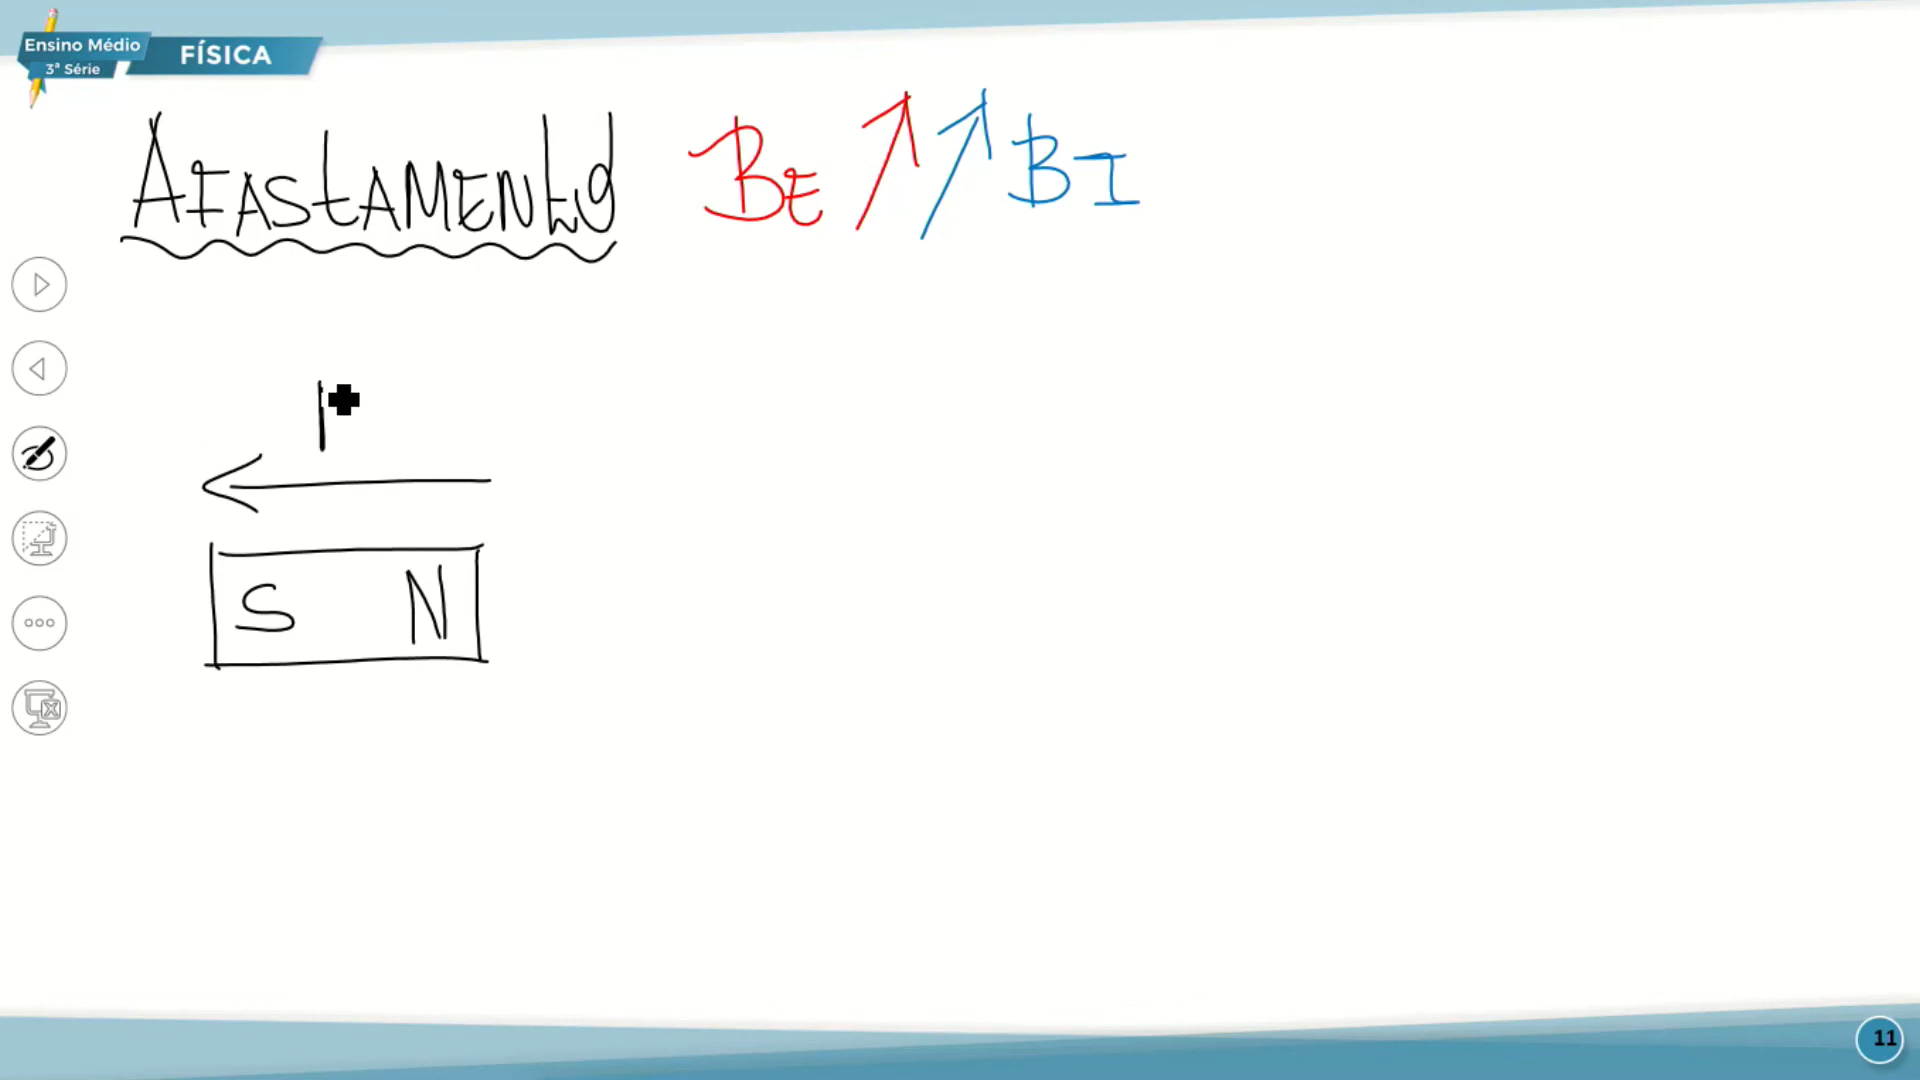 Ensino Médio
3ª Série
FÍSICA
AFASTAMENTO BE BI
S N
11